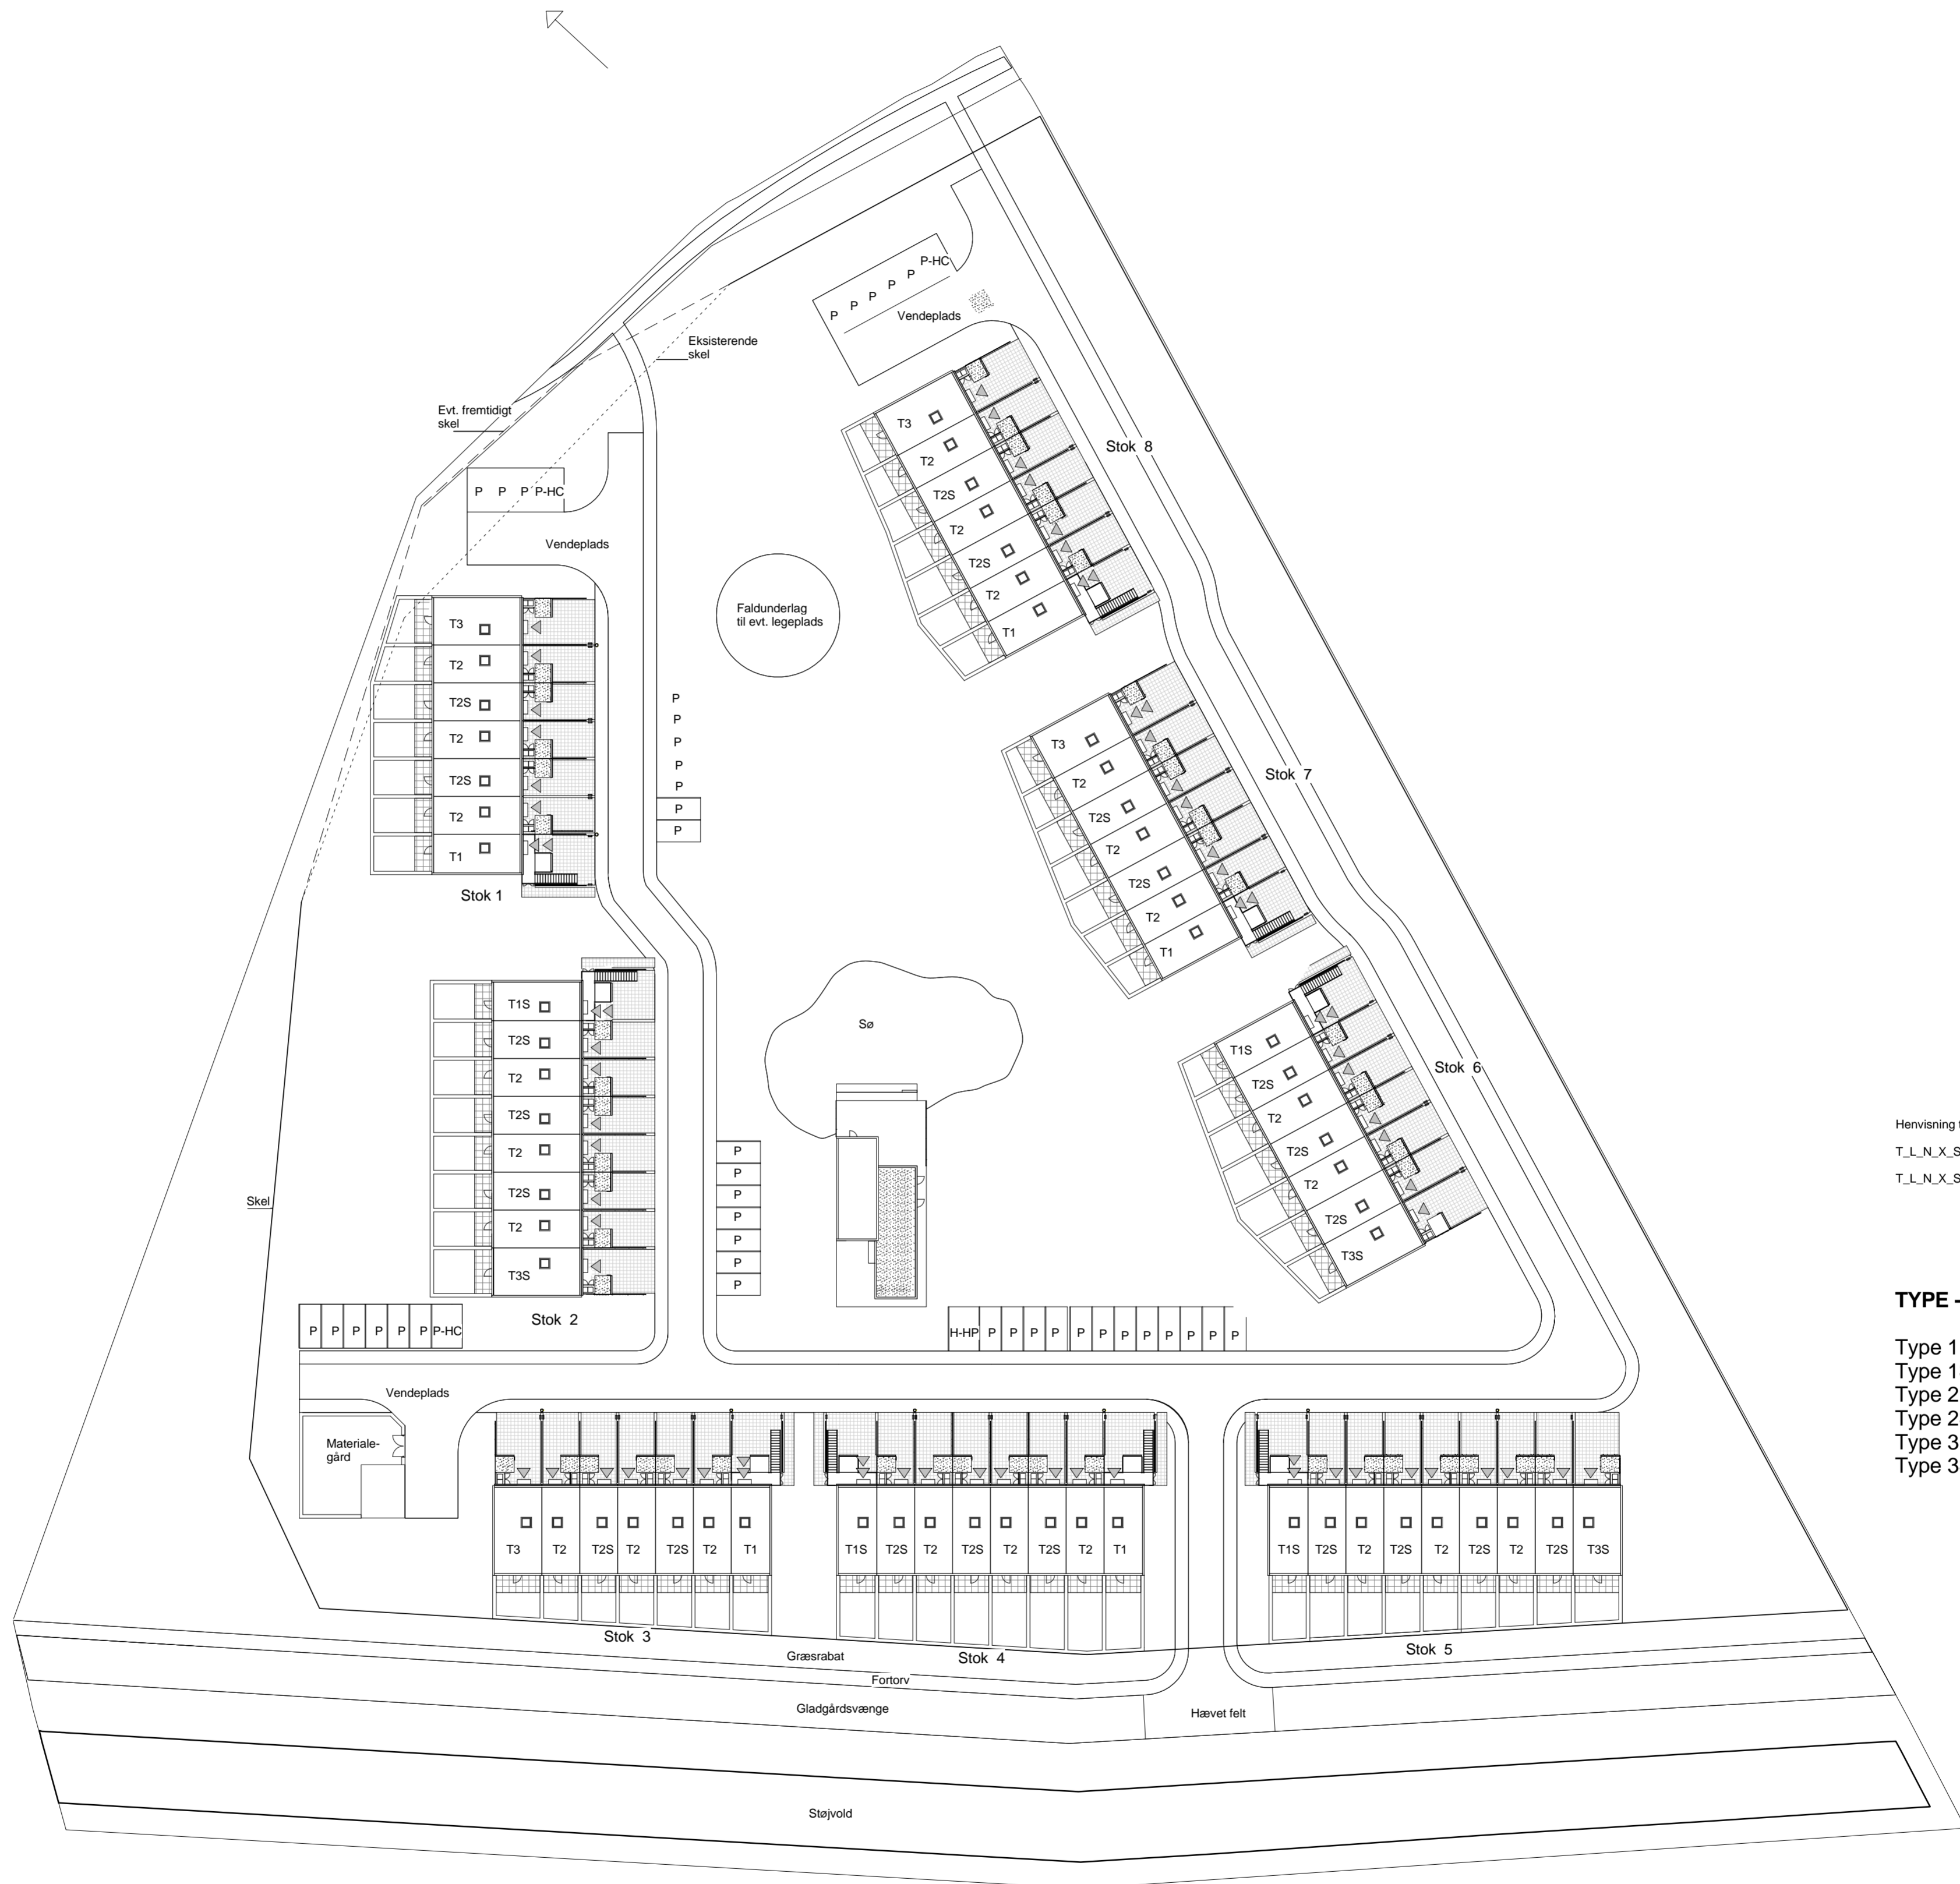 P-HC
P
P
P
P
P
Vendeplads
Eksisterende
skel
Evt. fremtidigt
skel
T3
T2
T2S
T2
T2S
T2
T1
Stok 8
P P P P-HC
Vendeplads
Faldunderlag
til evt. legeplads
T3
T2
T2S
T2
T2S
T2
T1
Stok 1
P
P
P
P
P
P
P
T3
T2
T2S
T2
T2S
T2
T1
Stok 7
T1S
T2S
T2
T2S
T2
T2S
T2
T3S
Stok 2
Sø
T1S
T2S
T2
T2S
T2
T2S
T3S
Stok 6
Skel
P
P
P
P
P
P
P
P P P P P P P-HC
H-HP P P P P P P P P P P P P
Vendeplads
Materiale-
gård
T3 T2 T2S T2 T2S T2 T1
T1S T2S T2 T2S T2 T2S T2 T1
T1S T2S T2 T2S T2 T2S T2 T2S T3S
Stok 3
Stok 4
Stok 5
Græsrabat
Fortorv
Gladgårdsvænge
Hævet felt
Støjvold
Henvisning
T_L_N_X_S
T_L_N_X_S
TYPE -
Type 1
Type 1
Type 2
Type 2
Type 3
Type 3